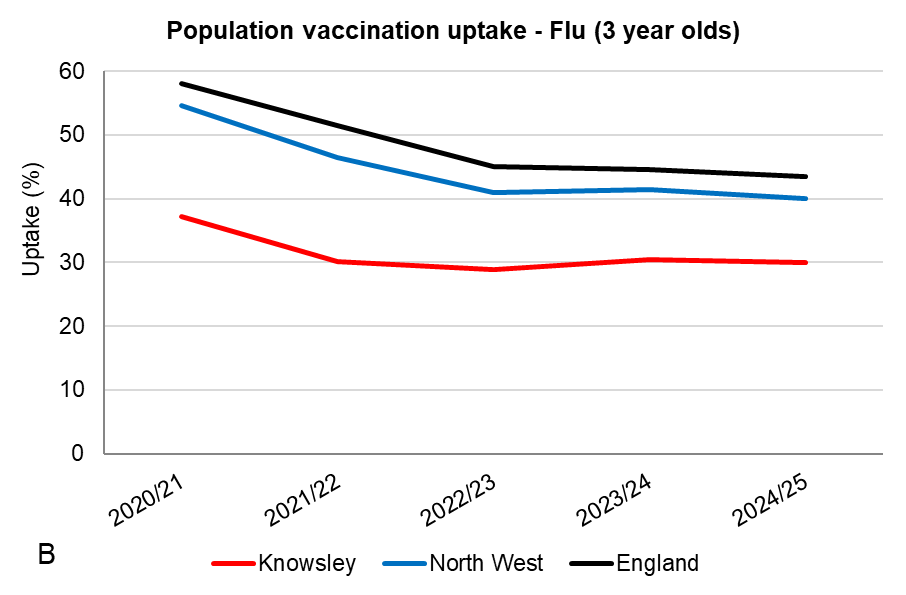 Population vaccination uptake - Flu (3 year olds)
Uptake (%)
60
50
40
30
20
10
0
2020/21
2021/22
2022/23
2023/24
2024/25
B
Knowsley
North West
England